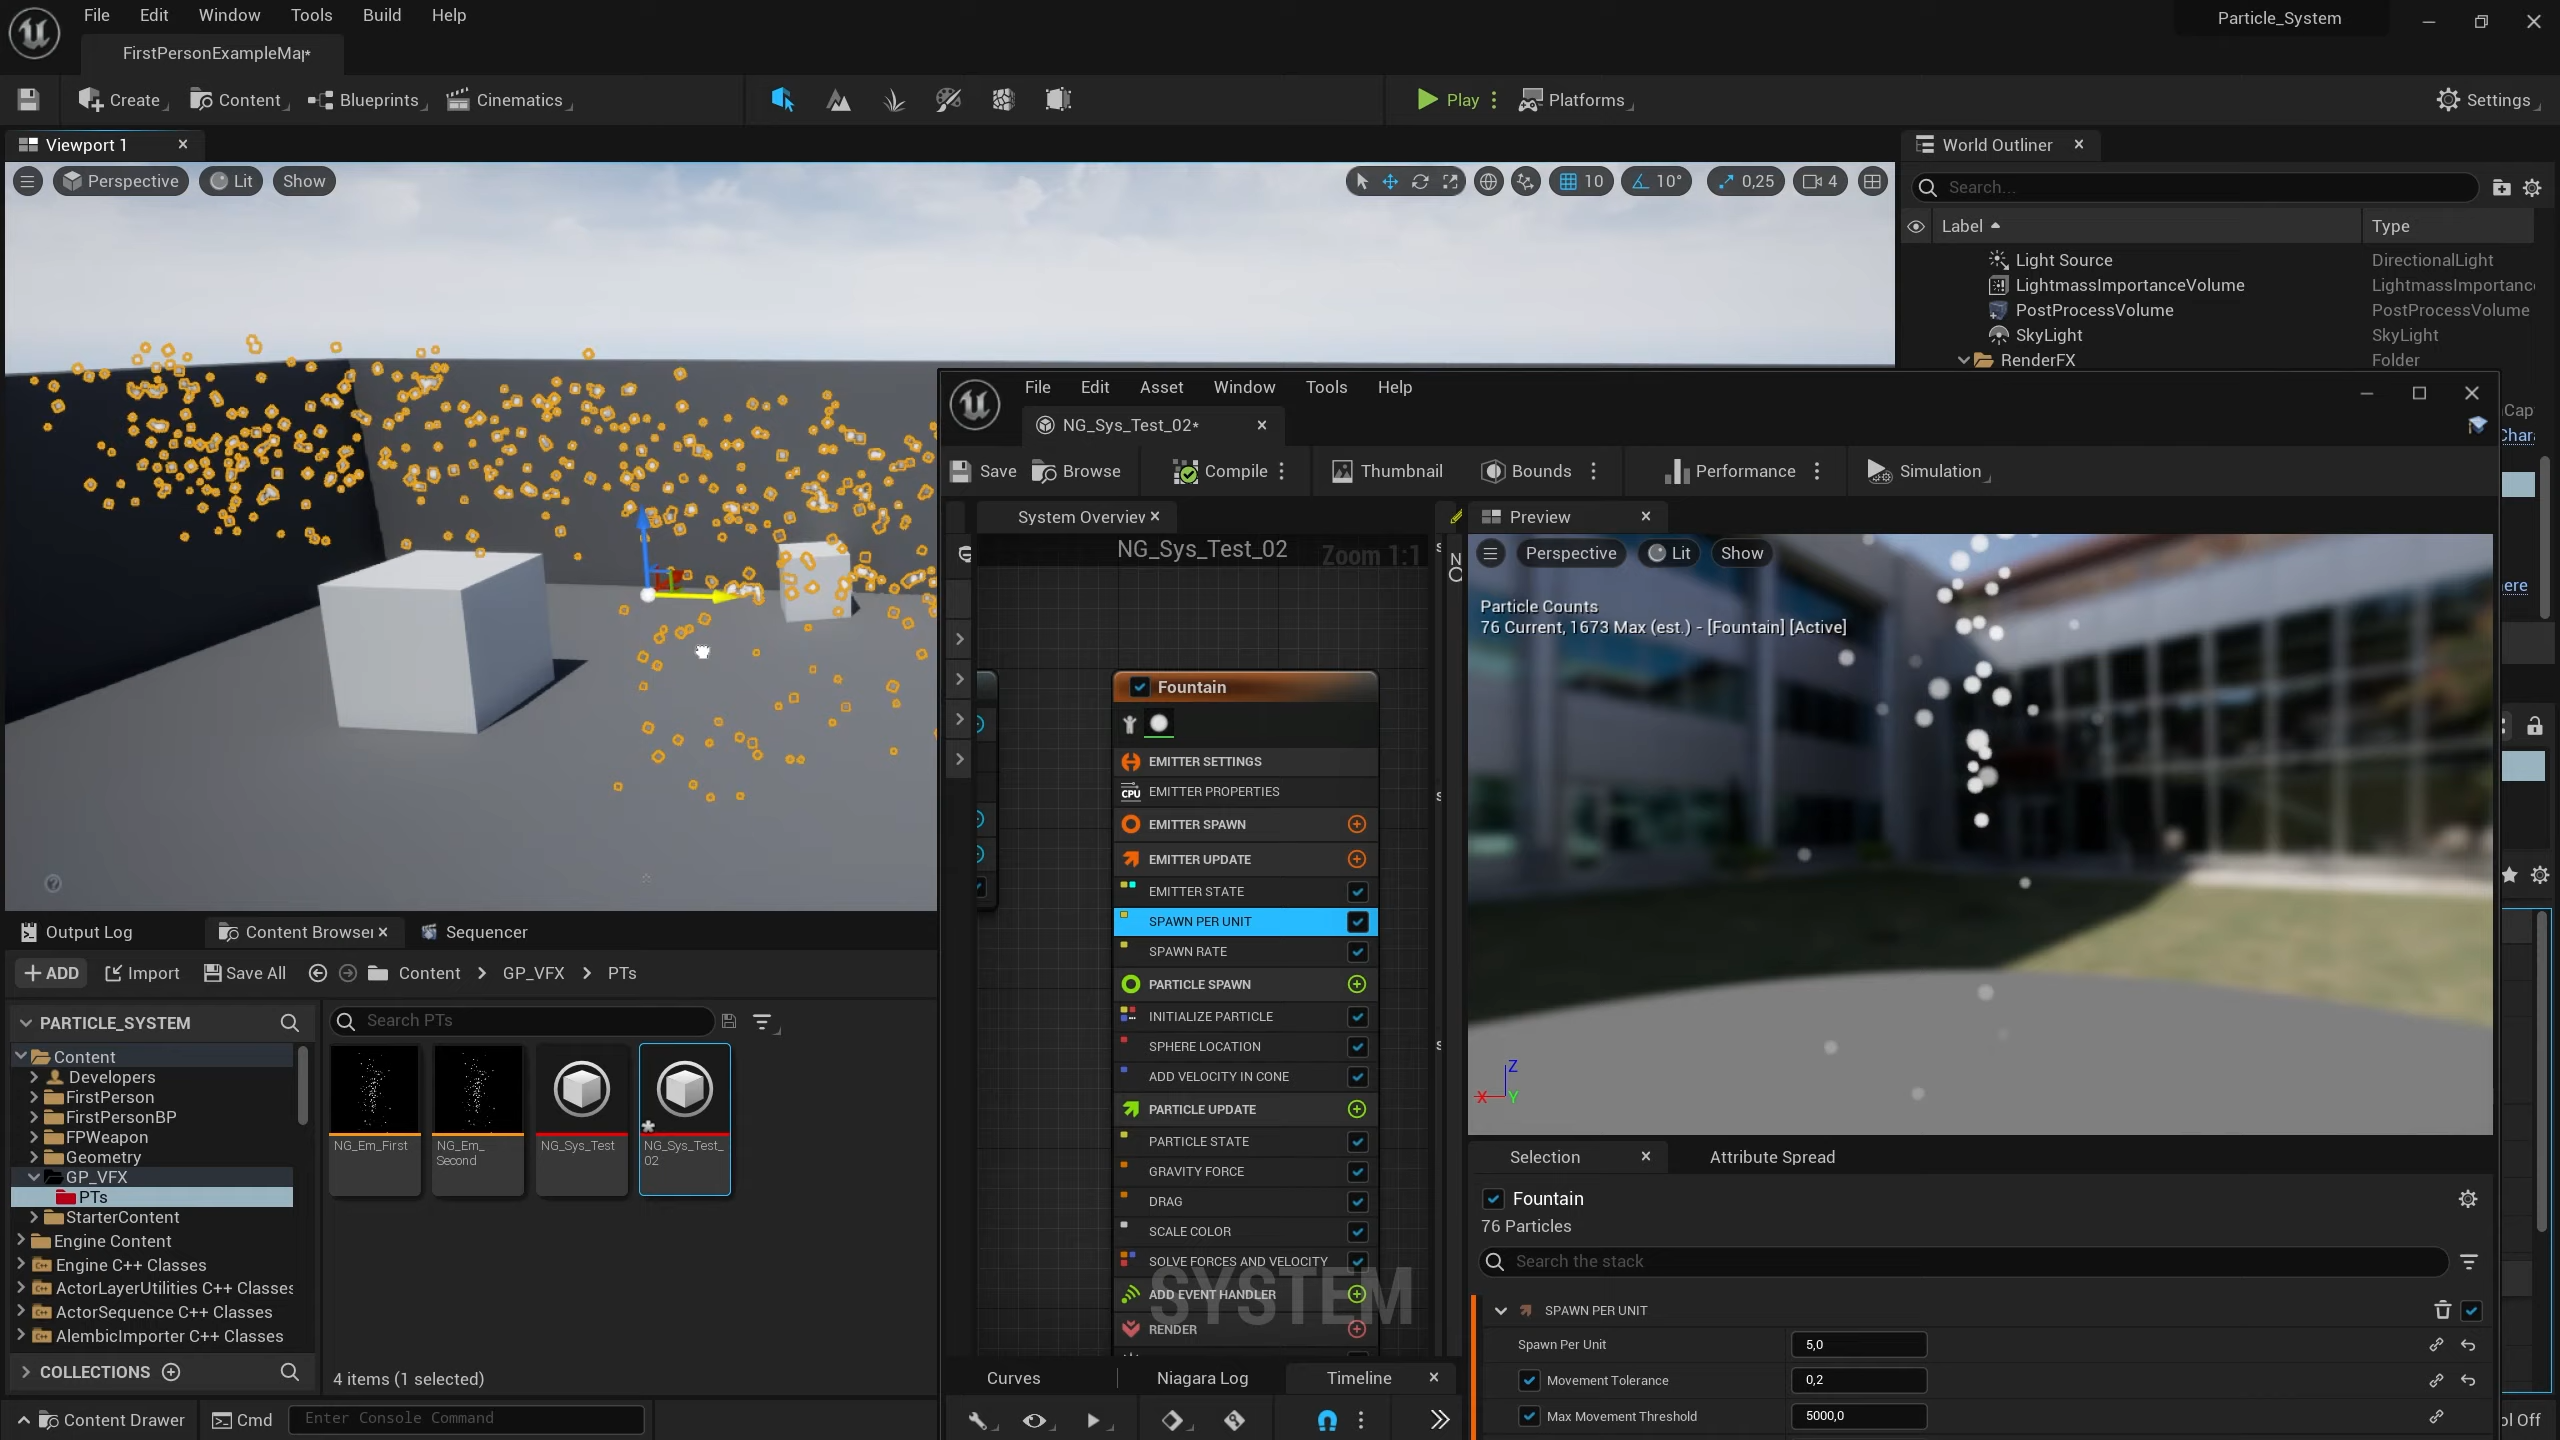 File Edit Window Tools Build Help
Particle_System
FirstPersonExampleMap*
Create Content Blueprints Cinematics Play Platforms Settings
Viewport 1
World Outliner
Perspective Lit Show
10 10° 0,25 4
Search...
Label Type
Light Source DirectionalLight
LightmassImportanceVolume LightmassImportanc
PostProcessVolume PostProcessVolume
SkyLight SkyLight
RenderFX Folder
File Edit Asset Window Tools Help
NG_Sys_Test_02*
Save Browse Compile Thumbnail Bounds Performance Simulation
System Overview
Preview
NG_Sys_Test_02 Zoom 1:1
Perspective Lit Show
Particle Counts
76 Current, 1673 Max (est.) - [Fountain] [Active]
Fountain
EMITTER SETTINGS
CPU EMITTER PROPERTIES
EMITTER SPAWN
EMITTER UPDATE
EMITTER STATE
SPAWN PER UNIT
SPAWN RATE
PARTICLE SPAWN
INITIALIZE PARTICLE
SPHERE LOCATION
ADD VELOCITY IN CONE
PARTICLE UPDATE
PARTICLE STATE
GRAVITY FORCE
DRAG
SCALE COLOR
SOLVE FORCES AND VELOCITY
ADD EVENT HANDLER
RENDER
SYSTEM
Z
X Y
Output Log Content Browser Sequencer
ADD Import Save All Content GP_VFX PTs
PARTICLE_SYSTEM
Search PTs
Content
Developers
FirstPerson
FirstPersonBP
FPWeapon
Geometry
GP_VFX
PTs
StarterContent
Engine Content
Engine C++ Classes
ActorLayerUtilities C++ Classes
ActorSequence C++ Classes
AlembicImporter C++ Classes
NG_Em_First
NG_Em_
Second
NG_Sys_Test
NG_Sys_Test_
02
COLLECTIONS
4 items (1 selected)
Content Drawer Cmd Enter Console Command
Curves Niagara Log Timeline
Selection Attribute Spread
Fountain
76 Particles
Search the stack
SPAWN PER UNIT
Spawn Per Unit 5,0
Movement Tolerance 0,2
Max Movement Threshold 5000,0
ol Off